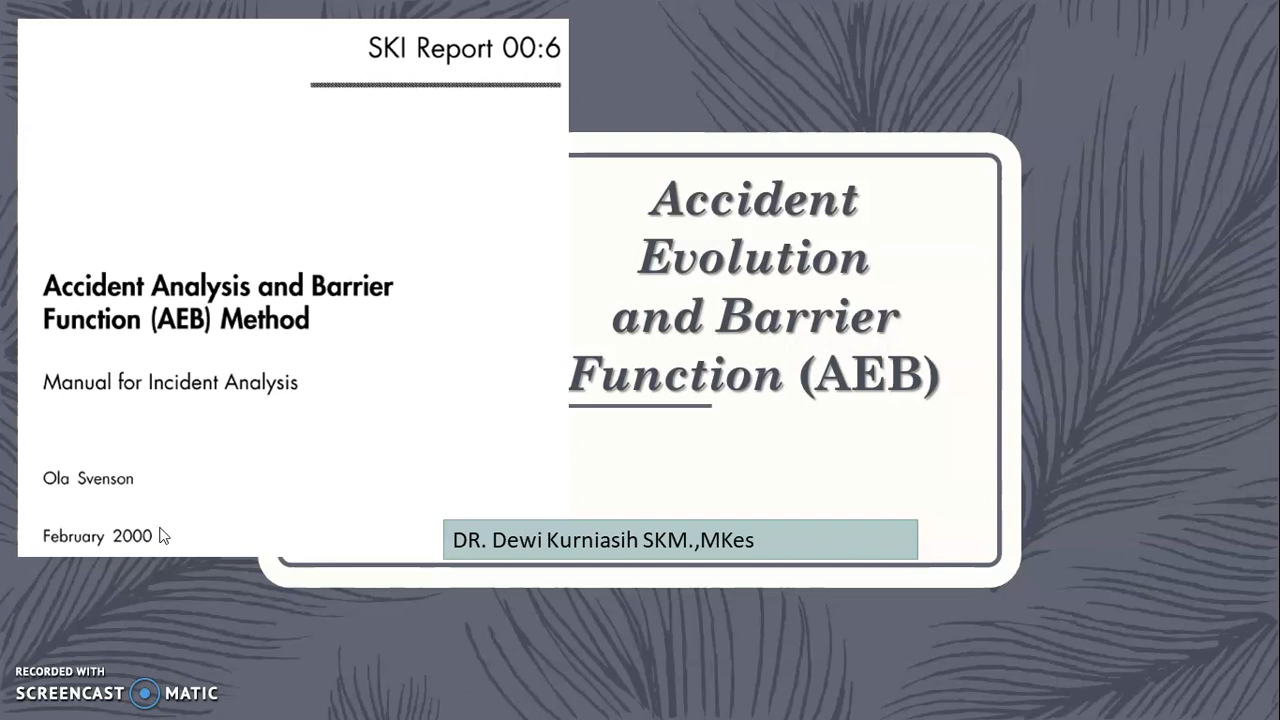 SKI Report 00:6
Accident Analysis and Barrier
Function (AEB) Method
Manual for Incident Analysis
Ola Svenson
February 2000
Accident
Evolution
and Barrier
Function (AEB)
DR. Dewi Kurniasih SKM.,MKes
RECORDED WITH
SCREENCAST MATIC